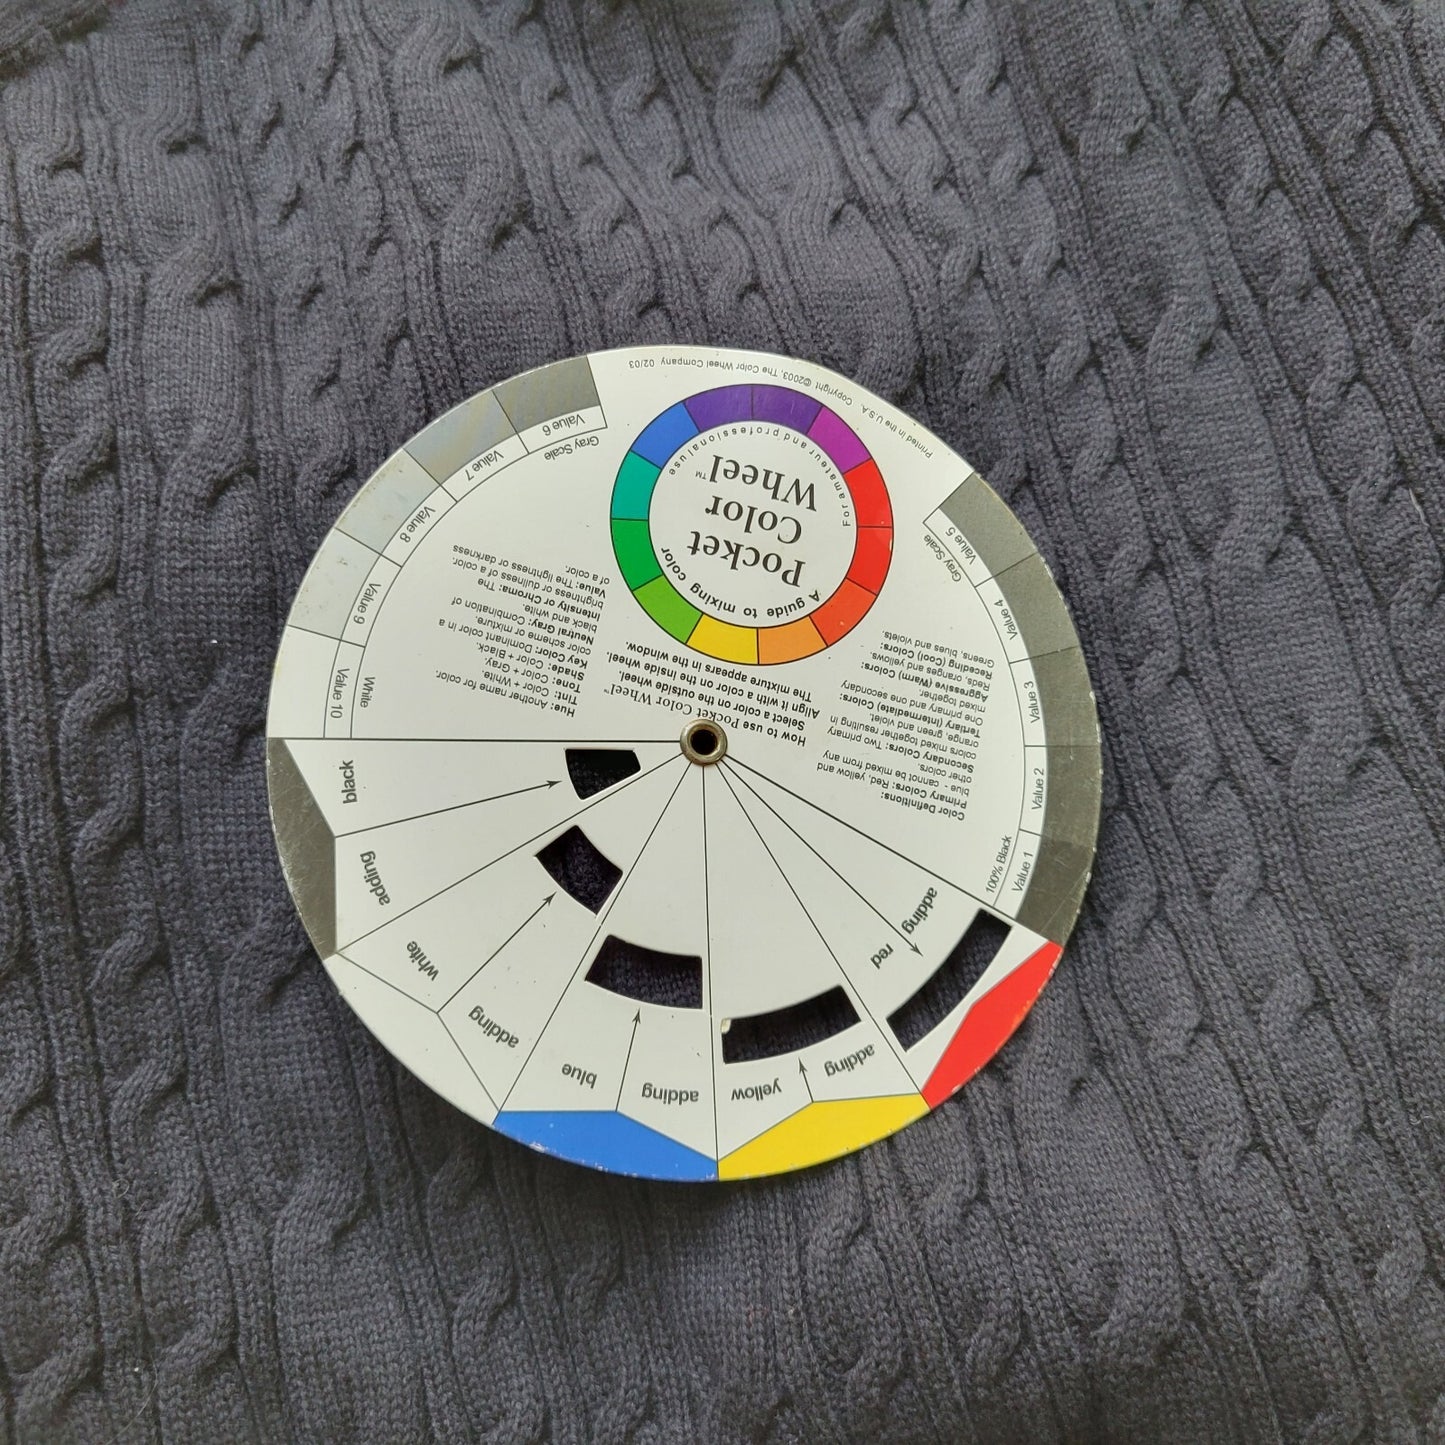 Pocket
Color
Wheel™
A guide to mixing color
For amateur and professional use
How to use Pocket Color Wheel™
Select a color on the outside wheel.
Align it with a color on the inside wheel.
The mixture appears in the window.
Color Definitions:
Primary Colors: Red, yellow and
blue - cannot be mixed from any
other colors.
Secondary Colors: Two primary
colors mixed together, resulting in
orange, green and violet.
Tertiary (Intermediate) Colors:
One primary and one secondary
mixed together.
Aggressive (Warm) Colors:
Reds, oranges and yellows.
Receding (Cool) Colors:
Greens, blues and violets.
Hue: Another name for color.
Tint: Color + White.
Tone: Color + Gray.
Shade: Color + Black.
Key Color: Dominant color in a
color scheme or mixture.
Neutral Gray: Combination of
black and white.
Intensity or Chroma: The
brightness or dullness of a color.
Value: The lightness or darkness
of a color.
100% Black
Value 1
Value 2
Value 3
Value 4
Value 5
Gray Scale
Gray Scale
Value 6
Value 7
Value 8
Value 9
Value 10
White
adding red
adding yellow
adding blue
adding white
adding black
Printed in the U.S.A. Copyright ©2003, The Color Wheel Company 02/03